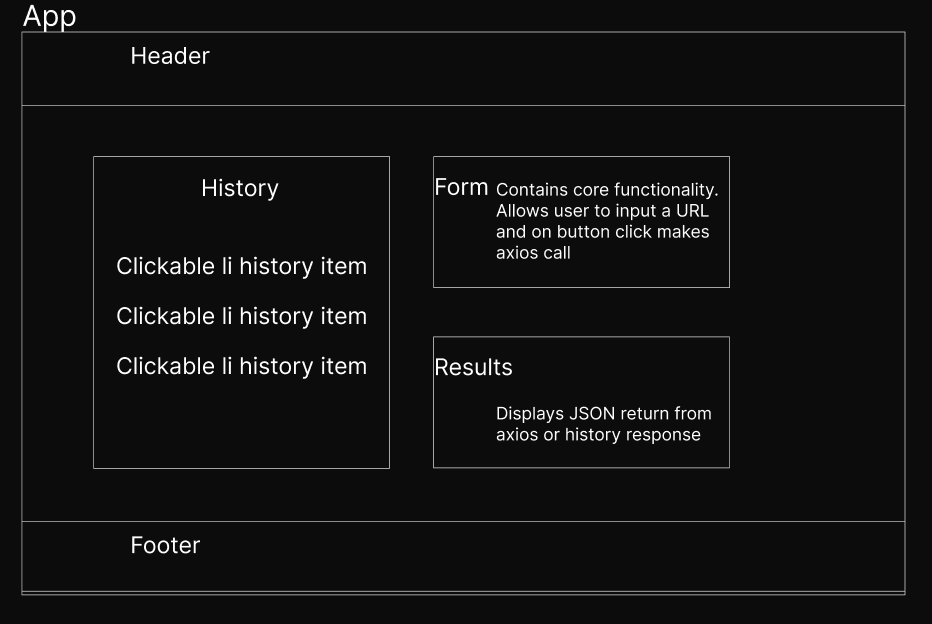 App
Header
History
Clickable li history item
Clickable li history item
Clickable li history item
Form
Contains core functionality.
Allows user to input a URL
and on button click makes
axios call
Results
Displays JSON return from
axios or history response
Footer